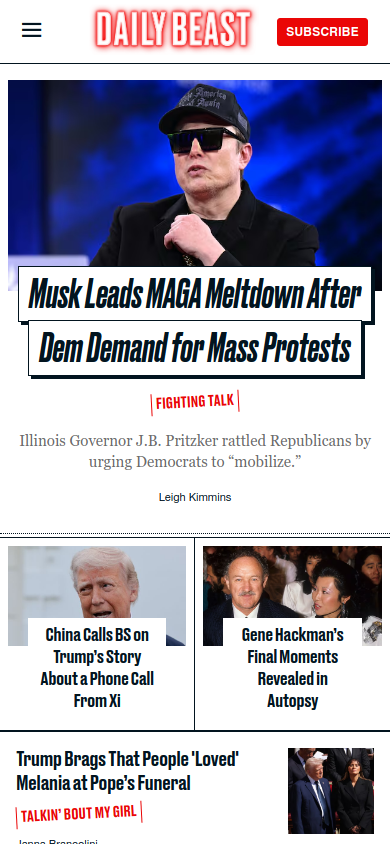 DAILY BEAST
SUBSCRIBE
America
Again
Musk Leads MAGA Meltdown After
Dem Demand for Mass Protests
FIGHTING TALK
Illinois Governor J.B. Pritzker rattled Republicans by
urging Democrats to “mobilize.”
Leigh Kimmins
China Calls BS on
Trump’s Story
About a Phone Call
From Xi
Gene Hackman’s
Final Moments
Revealed in
Autopsy
Trump Brags That People 'Loved'
Melania at Pope’s Funeral
TALKIN’ BOUT MY GIRL